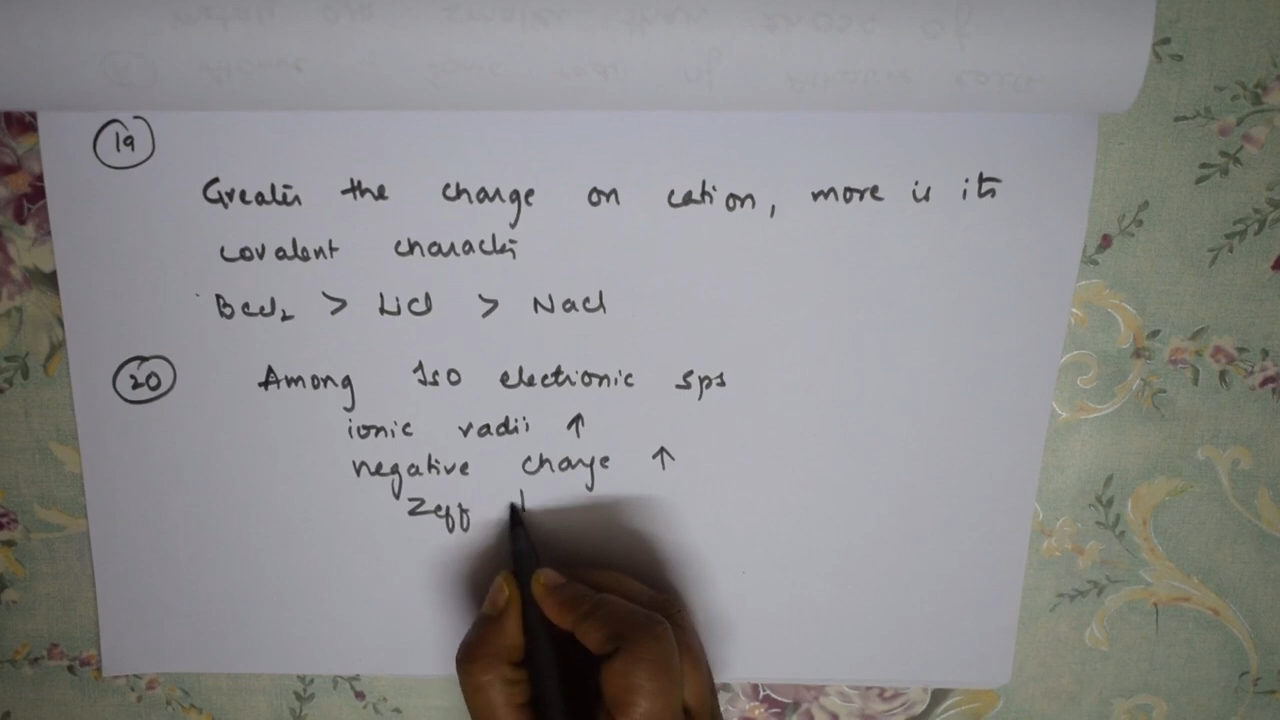 19
Greater the charge on cation, more is its
covalent character
BeCl2 > LiCl > NaCl
20
Among Iso electronic sps
ionic radii ↑
negative charge ↑
Zeff